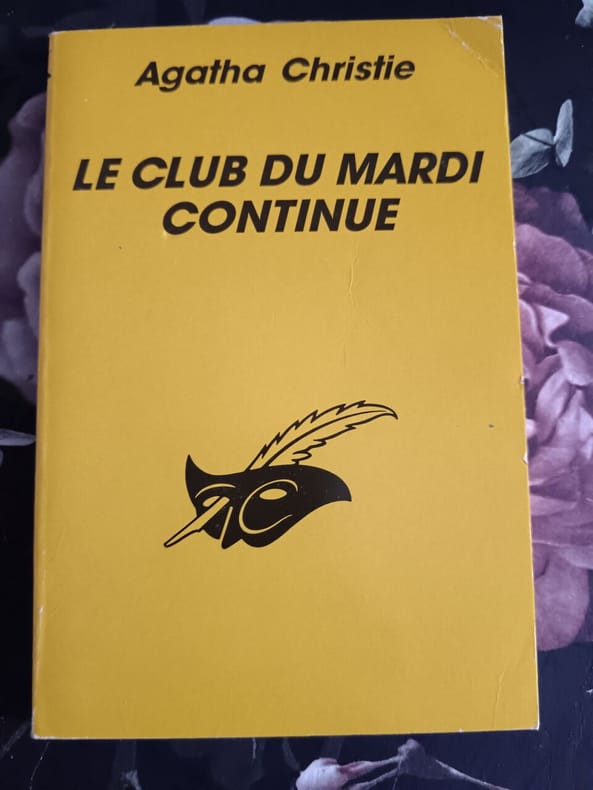 Agatha Christie
LE CLUB DU MARDI
CONTINUE